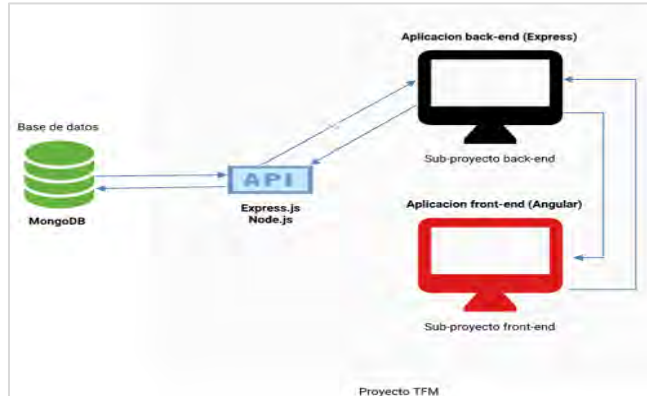 Aplicacion back-end (Express)
Base de datos
Sub-proyecto back-end
API
MongoDB
Express.js
Node.js
Aplicacion front-end (Angular)
Sub-proyecto front-end
Proyecto TFM